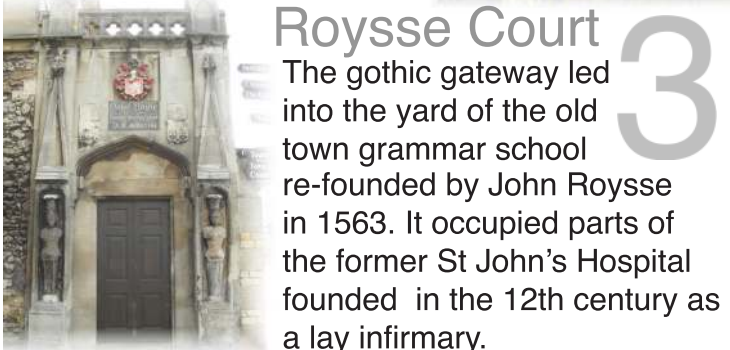 Roysse Court
3
The gothic gateway led
into the yard of the old
town grammar school
re-founded by John Roysse
in 1563. It occupied parts of
the former St John's Hospital
founded in the 12th century as
a lay infirmary.